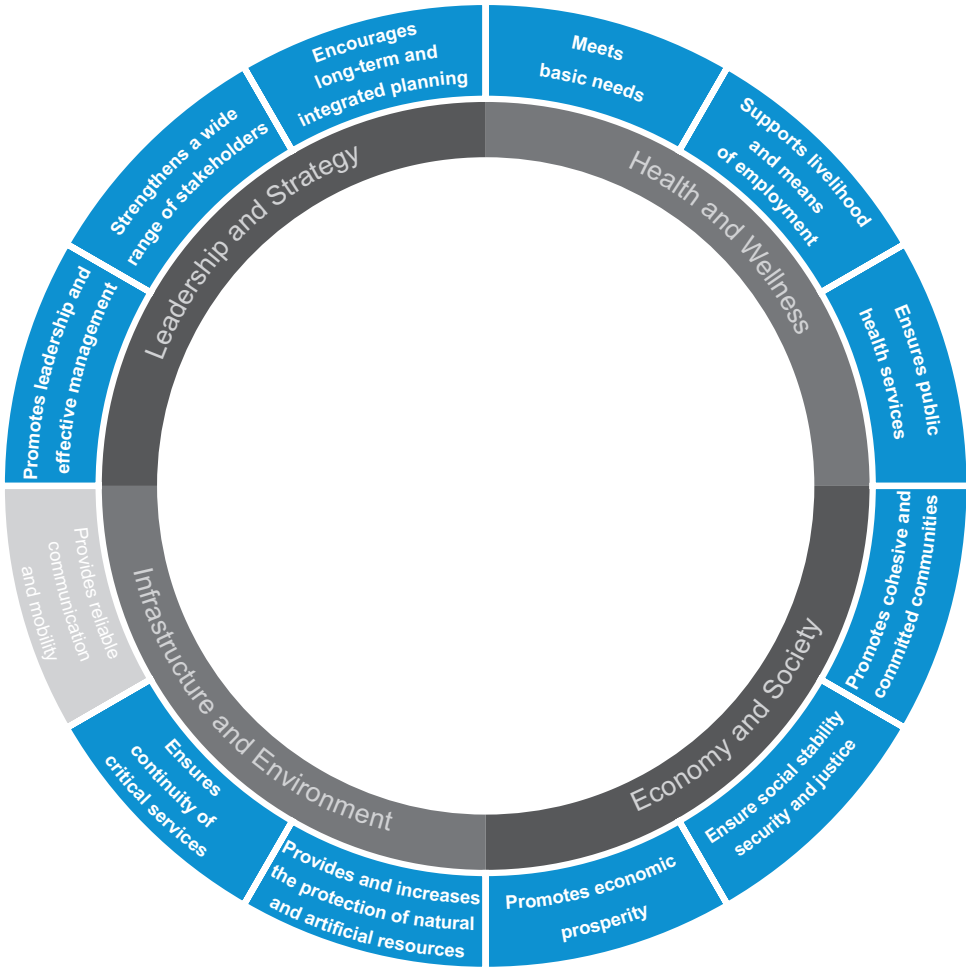 Meets
basic needs
Supports livelihood
and means
of employment
Ensures public
health services
Promotes cohesive and
committed communities
Ensure social stability
security and justice
Promotes economic
prosperity
Provides and increases
the protection of natural
and artificial resources
Ensures
continuity of
critical services
Provides reliable
communication
and mobility
Promotes leadership and
effective management
Strengthens a wide
range of stakeholders
Encourages
long-term and
integrated planning
Health and Wellness
Economy and Society
Infrastructure and Environment
Leadership and Strategy